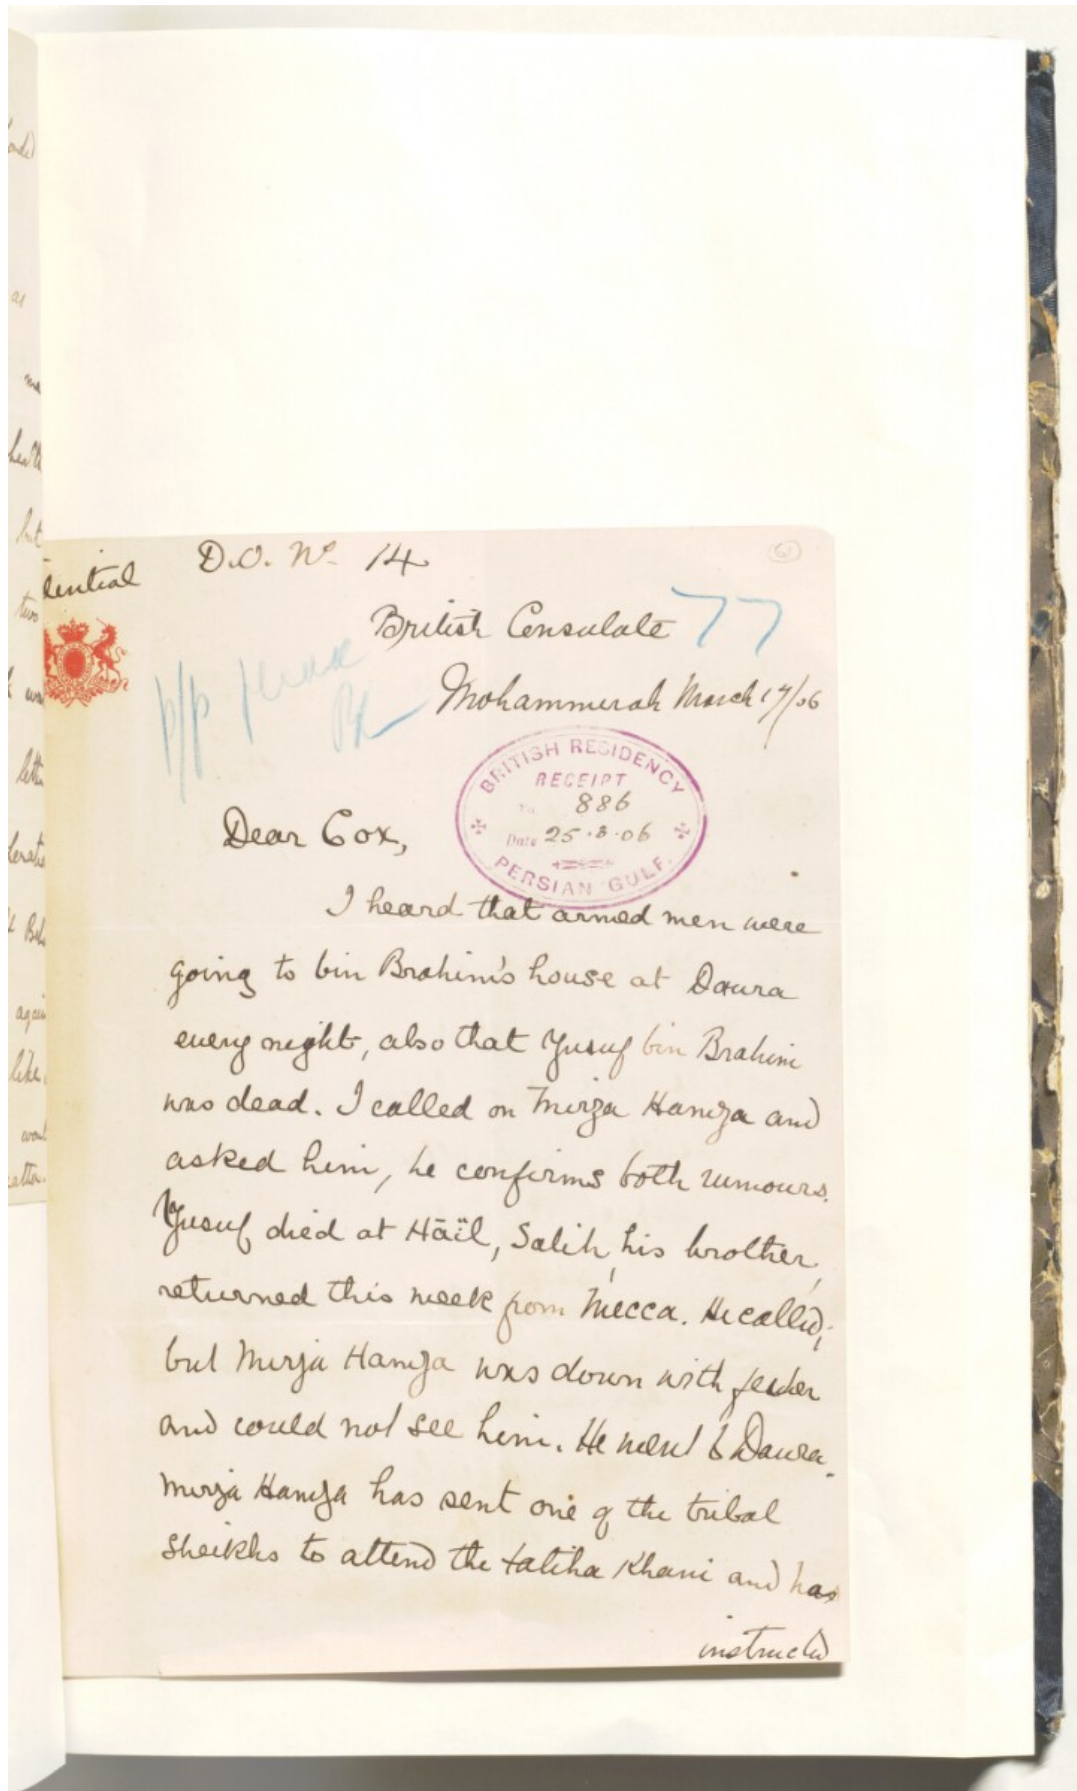 dential
D.O. No. 14
61
British Consulate
77
Mohammerah March 17/06
p/p please
BRITISH RESIDENCY
RECEIPT
No 886
Date 25.3.06
PERSIAN GULF.
Dear Cox,
I heard that armed men were
going to bin Brahim's house at Daura
every night, also that Yusuf bin Brahim
was dead. I called on Mirza Hamza and
asked him, he confirms both rumours.
Yusuf died at Hāïl, Salih, his brother,
returned this week from Mecca. He called,
but Mirza Hamza was down with fever
and could not see him. He went to Daura.
Mirza Hamza has sent one of the tribal
Sheikhs to attend the fatiha Khani and has
instructed